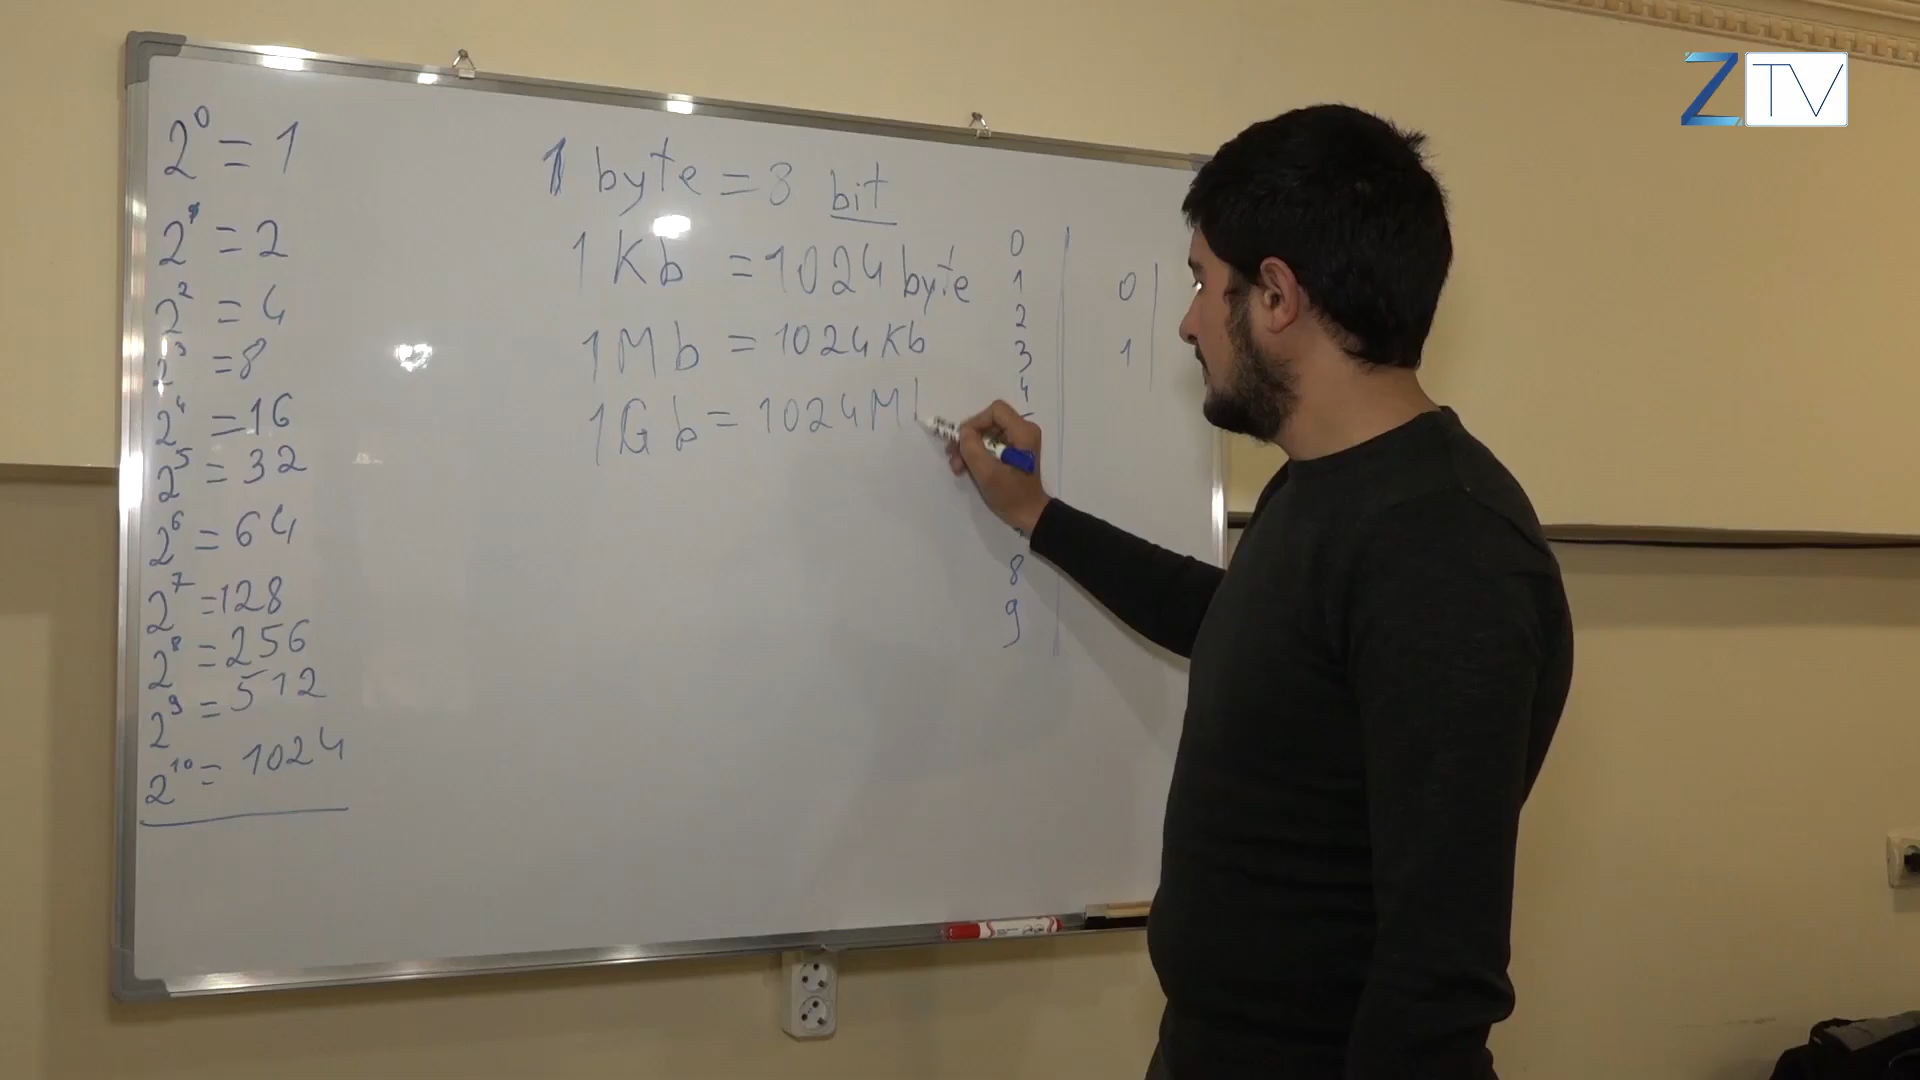 2⁰ = 1
2¹ = 2
2² = 4
2³ = 8
2⁴ = 16
2⁵ = 32
2⁶ = 64
2⁷ = 128
2⁸ = 256
2⁹ = 512
2¹⁰ = 1024
1 byte = 8 bit
1 Kb = 1024 byte
1 Mb = 1024 Kb
1 Gb = 1024 Mb
0
1
2
3
4
8
9
0
1
ZTV